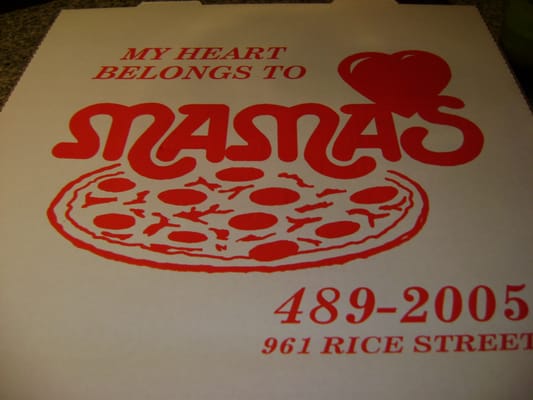 MY HEART
BELONGS TO
MAMA'S
489-2005
961 RICE STREET